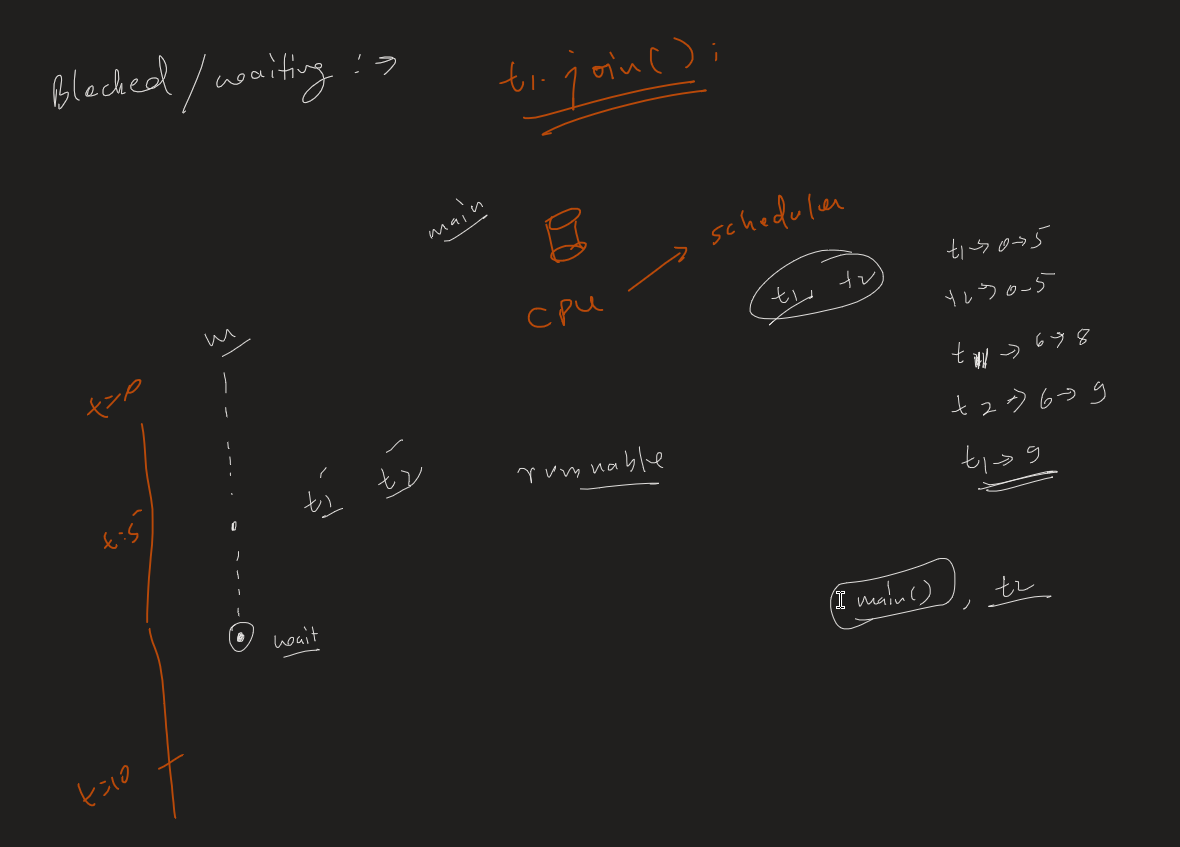 Blocked/waiting :→ t1.join();
main
scheduler
CPU
t1, t2
t1 → 0 → 5
t2 → 0-5
t → 6 → 8
t2 → 6 → 9
t1 → 9
m
t=0
t1 t2 runnable
t=5
main(), t2
wait
t=10